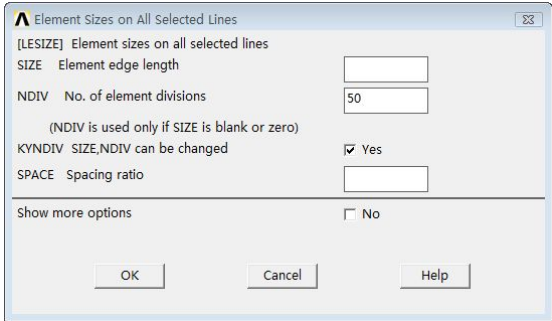 Element Sizes on All Selected Lines
[LESIZE] Element sizes on all selected lines
SIZE Element edge length
NDIV No. of element divisions 50
(NDIV is used only if SIZE is blank or zero)
KYNDIV SIZE,NDIV can be changed Yes
SPACE Spacing ratio
Show more options No
OK Cancel Help